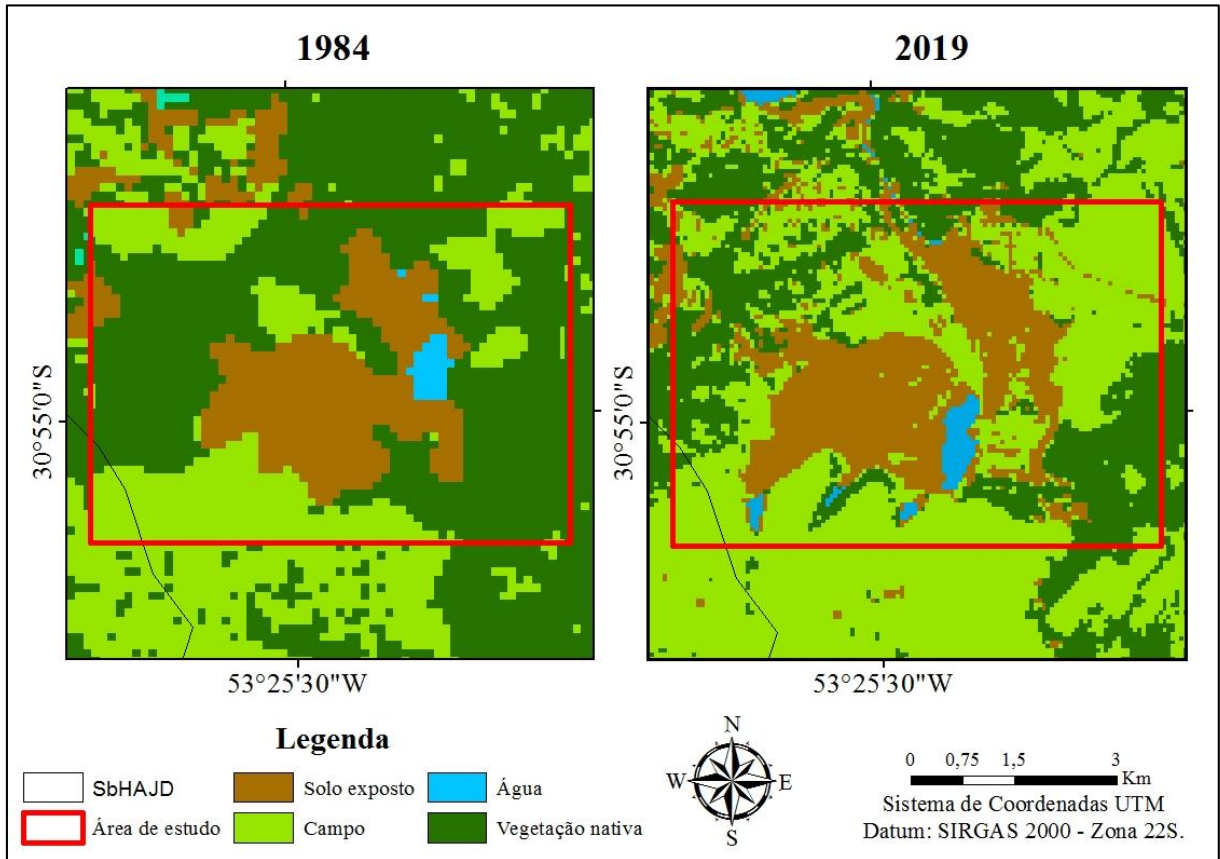 1984
2019
30°55'0"S
30°55'0"S
53°25'30"W
53°25'30"W
Legenda
SbHAJD
Solo exposto
Água
Área de estudo
Campo
Vegetação nativa
N
W
E
S
0 0,75 1,5 3
Km
Sistema de Coordenadas UTM
Datum: SIRGAS 2000 - Zona 22S.